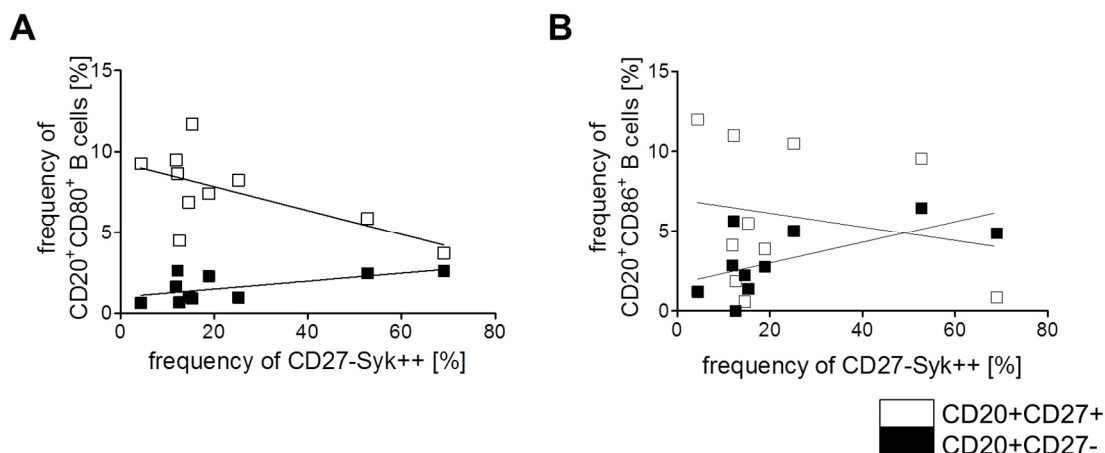 A
frequency of
CD20+CD80+ B cells [%]
15
10
5
0
0 20 40 60 80
frequency of CD27-Syk++ [%]
B
frequency of
CD20+CD86+ B cells [%]
15
10
5
0
0 20 40 60 80
frequency of CD27-Syk++ [%]
CD20+CD27+
CD20+CD27-